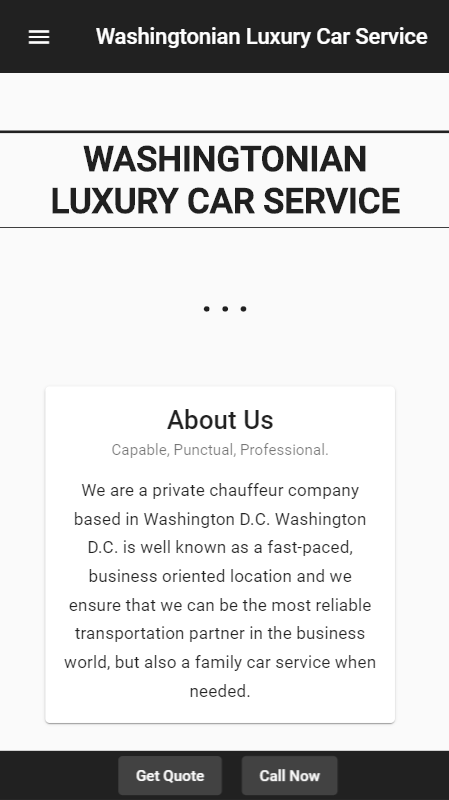 Washingtonian Luxury Car Service
WASHINGTONIAN
LUXURY CAR SERVICE
• • •
About Us
Capable, Punctual, Professional.
We are a private chauffeur company
based in Washington D.C. Washington
D.C. is well known as a fast-paced,
business oriented location and we
ensure that we can be the most reliable
transportation partner in the business
world, but also a family car service when
needed.
Get Quote
Call Now